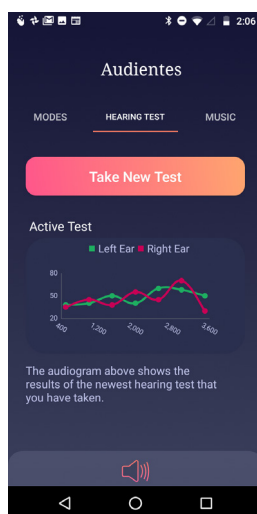 2:06
Audientes
MODES HEARING TEST MUSIC
Take New Test
Active Test
Left Ear Right Ear
80
50
20
400 1,200 2,000 2,800 3,600
The audiogram above shows the
results of the newest hearing test that
you have taken.